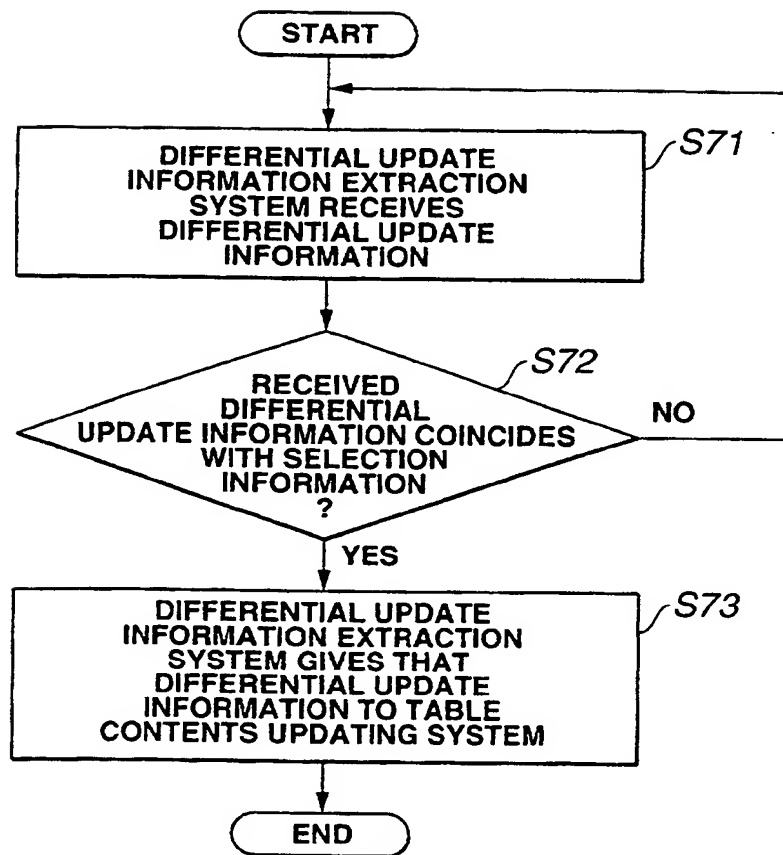 START
DIFFERENTIAL UPDATE
INFORMATION EXTRACTION
SYSTEM RECEIVES
DIFFERENTIAL UPDATE
INFORMATION
S71
RECEIVED
DIFFERENTIAL
UPDATE INFORMATION COINCIDES
WITH SELECTION
INFORMATION
?
S72
NO
YES
DIFFERENTIAL UPDATE
INFORMATION EXTRACTION
SYSTEM GIVES THAT
DIFFERENTIAL UPDATE
INFORMATION TO TABLE
CONTENTS UPDATING SYSTEM
S73
END